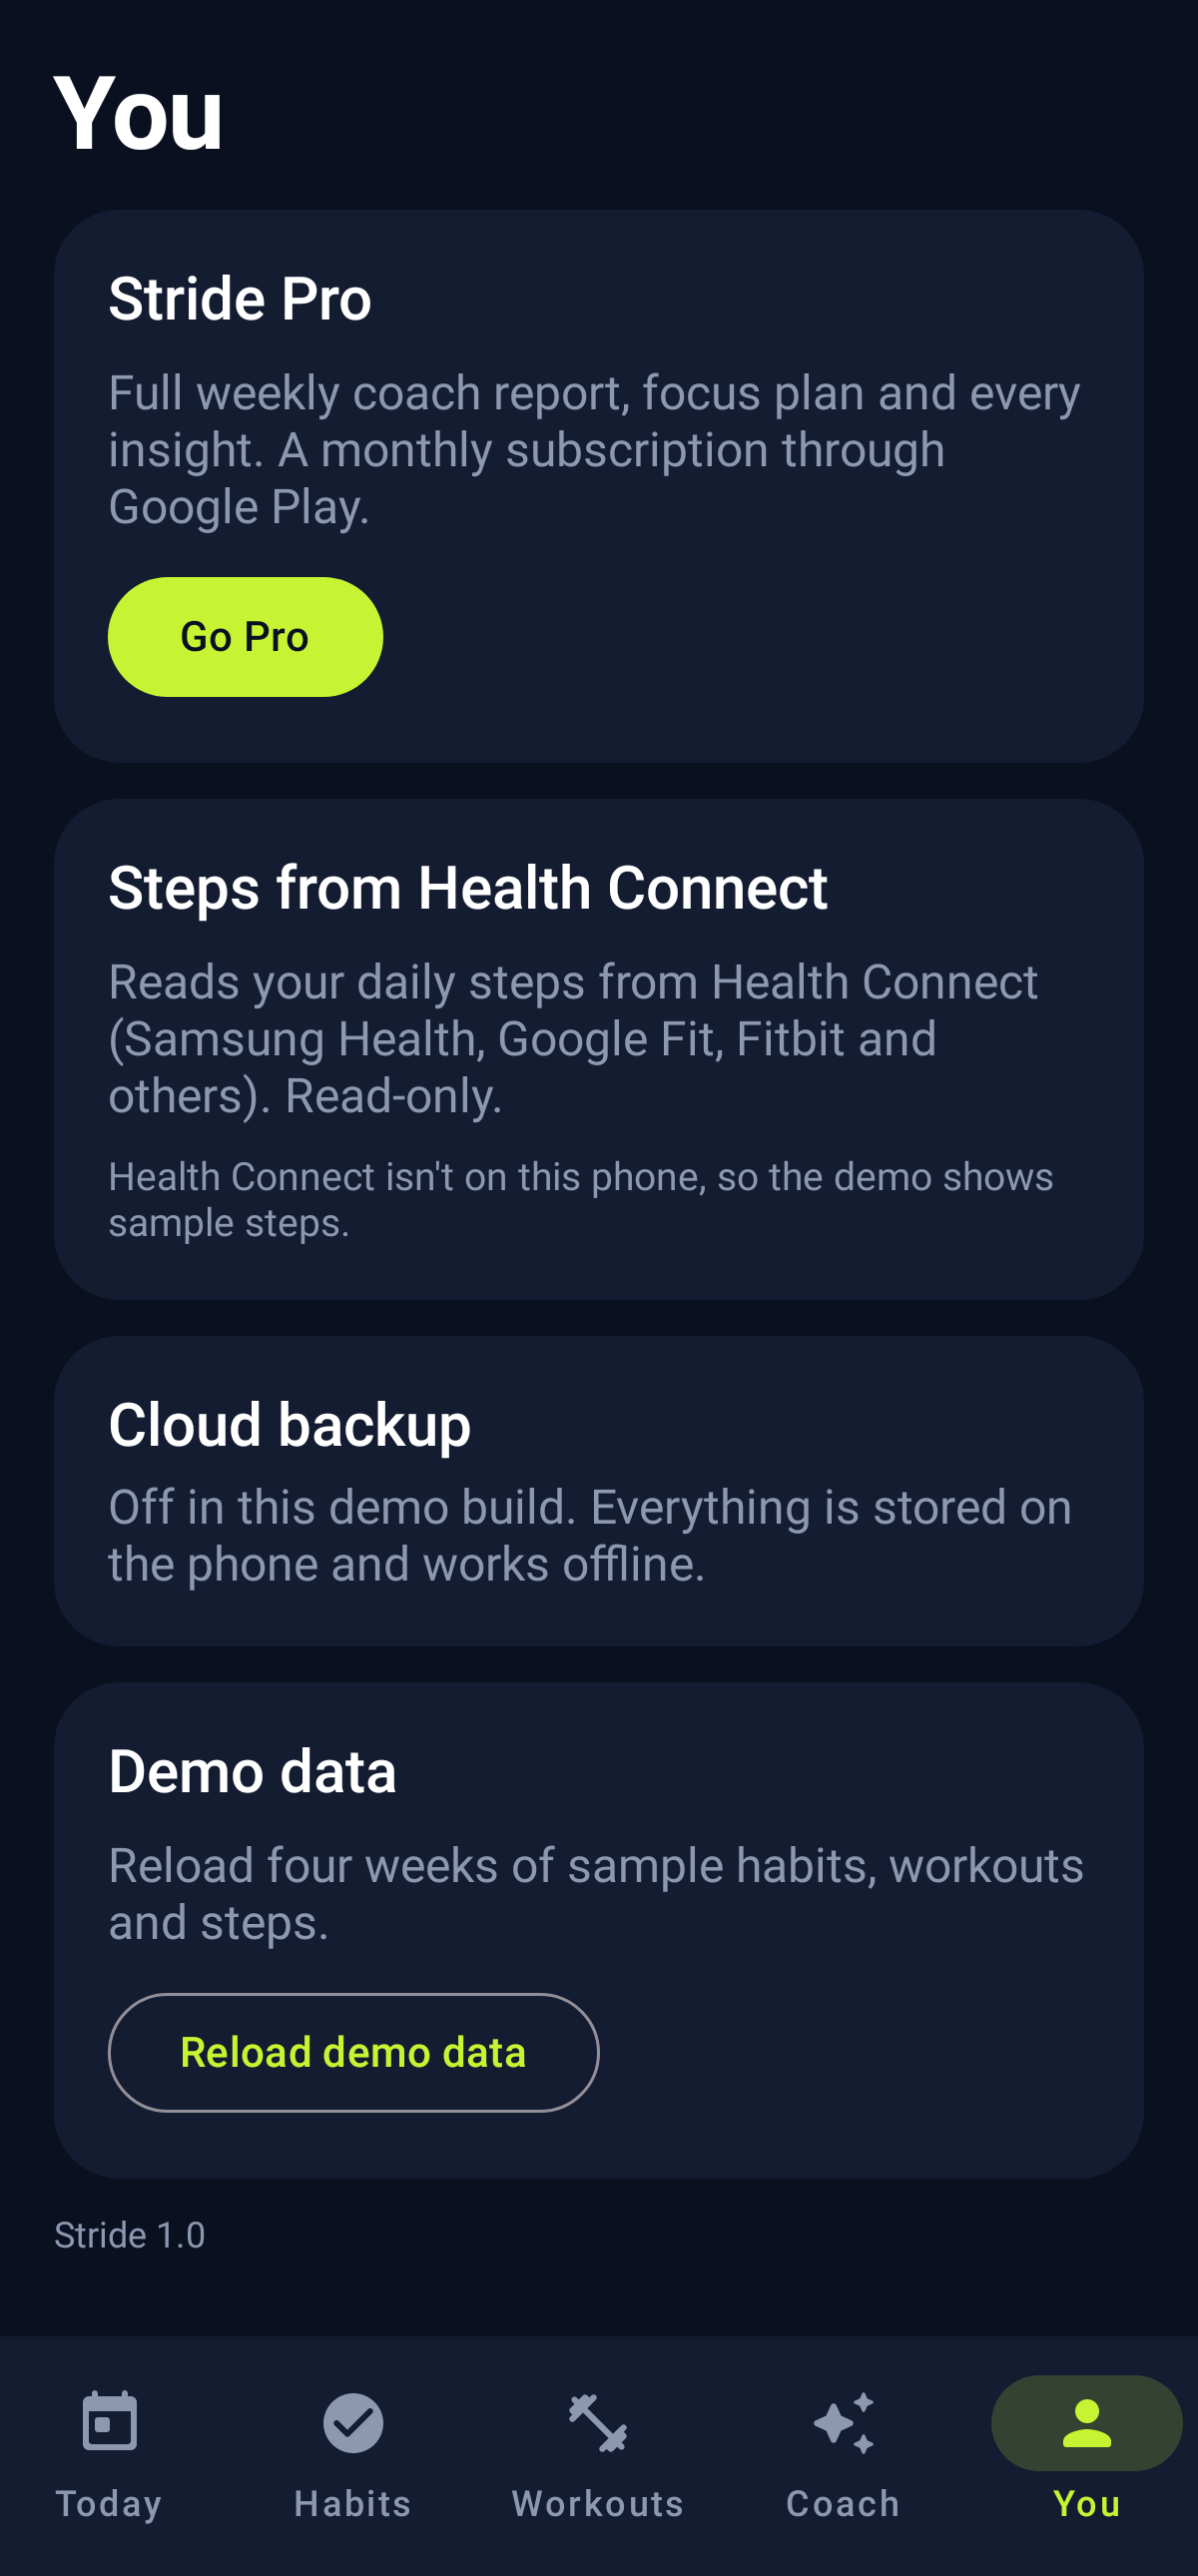 You
Stride Pro
Full weekly coach report, focus plan and every
insight. A monthly subscription through
Google Play.
Go Pro
Steps from Health Connect
Reads your daily steps from Health Connect
(Samsung Health, Google Fit, Fitbit and
others). Read-only.
Health Connect isn't on this phone, so the demo shows
sample steps.
Cloud backup
Off in this demo build. Everything is stored on
the phone and works offline.
Demo data
Reload four weeks of sample habits, workouts
and steps.
Reload demo data
Stride 1.0
Today Habits Workouts Coach You